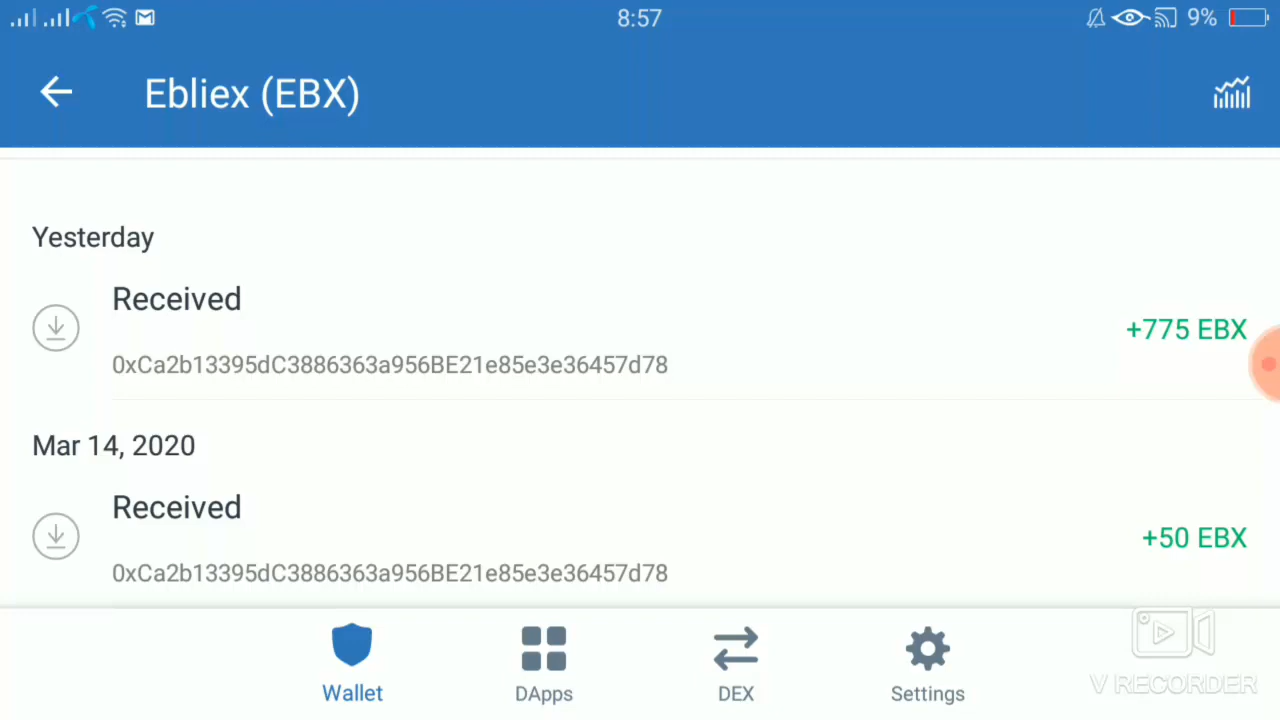 8:57
9%
Ebliex (EBX)
Yesterday
Received
+775 EBX
0xCa2b13395dC3886363a956BE21e85e3e36457d78
Mar 14, 2020
Received
+50 EBX
0xCa2b13395dC3886363a956BE21e85e3e36457d78
Wallet
DApps
DEX
Settings
V RECORDER